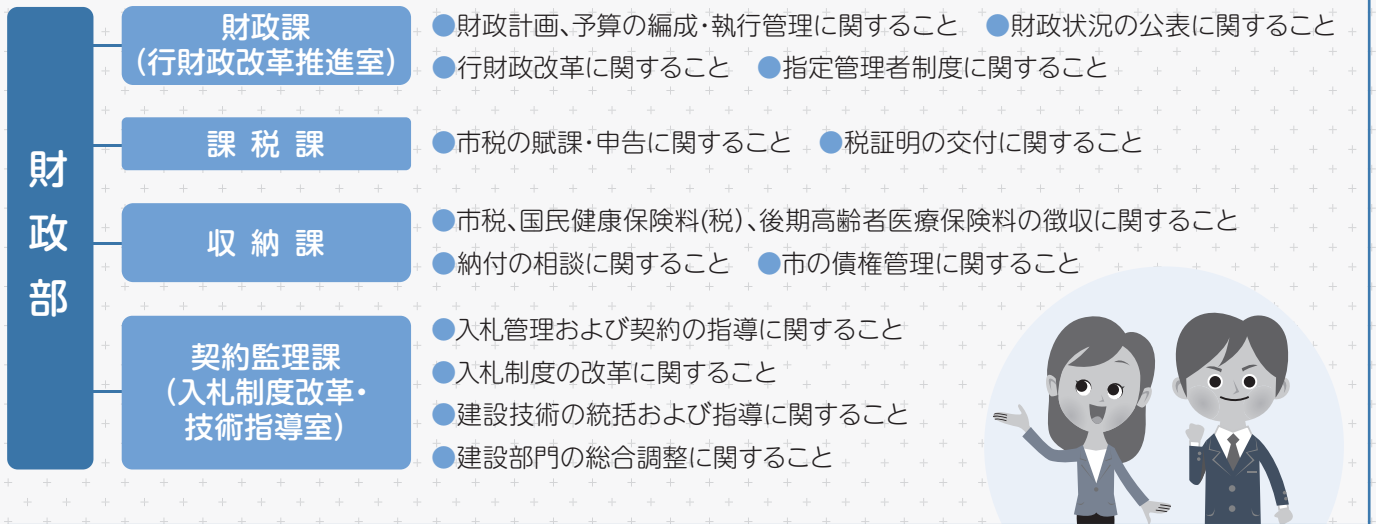 財政部
財政課
(行財政改革推進室)
●財政計画、予算の編成・執行管理に関すること ●財政状況の公表に関すること
●行財政改革に関すること ●指定管理者制度に関すること
課税課
●市税の賦課・申告に関すること ●税証明の交付に関すること
収納課
●市税、国民健康保険料(税)、後期高齢者医療保険料の徴収に関すること
●納付の相談に関すること ●市の債権管理に関すること
契約監理課
(入札制度改革・
技術指導室)
●入札管理および契約の指導に関すること
●入札制度の改革に関すること
●建設技術の統括および指導に関すること
●建設部門の総合調整に関すること